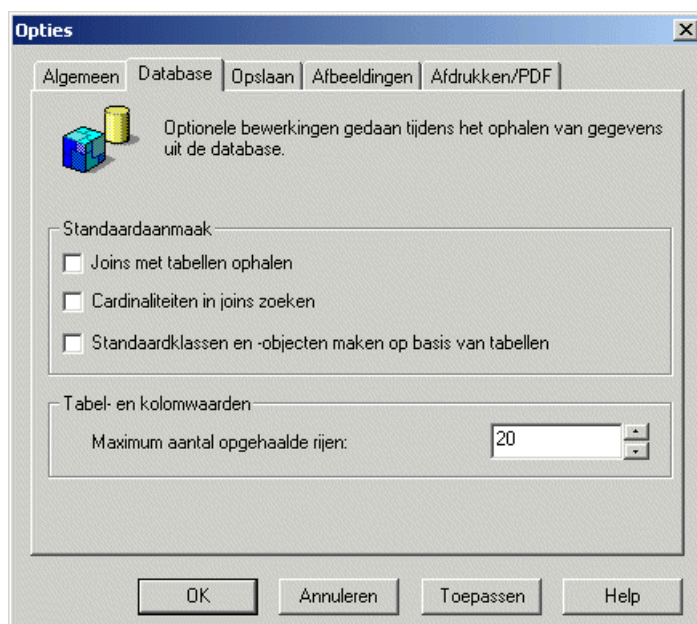 Opties
Algemeen Database Opslaan Afbeeldingen Afdrukken/PDF
Optionele bewerkingen gedaan tijdens het ophalen van gegevens
uit de database.
Standaardaanmaak
Joins met tabellen ophalen
Cardinaliteiten in joins zoeken
Standaardklassen en -objecten maken op basis van tabellen
Tabel- en kolomwaarden
Maximum aantal opgehaalde rijen: 20
OK Annuleren Toepassen Help